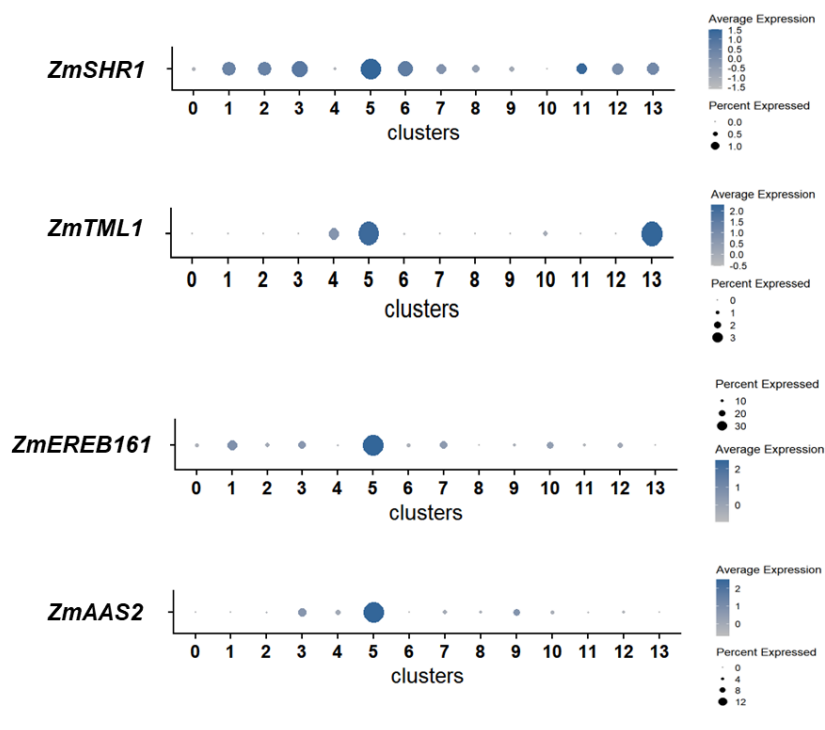 ZmSHR1
0 1 2 3 4 5 6 7 8 9 10 11 12 13
clusters
Average Expression
1.5
1.0
0.5
0.0
-0.5
-1.0
-1.5
Percent Expressed
0.0
0.5
1.0
ZmTML1
0 1 2 3 4 5 6 7 8 9 10 11 12 13
clusters
Average Expression
2.0
1.5
1.0
0.5
0.0
-0.5
Percent Expressed
0
1
2
3
ZmEREB161
0 1 2 3 4 5 6 7 8 9 10 11 12 13
clusters
Percent Expressed
10
20
30
Average Expression
2
1
0
ZmAAS2
0 1 2 3 4 5 6 7 8 9 10 11 12 13
clusters
Average Expression
2
1
0
Percent Expressed
0
4
8
12